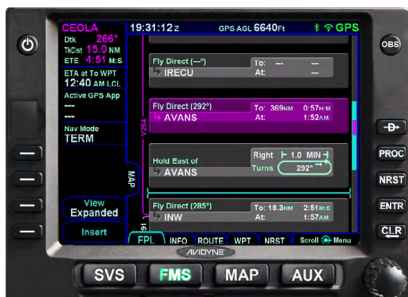 CEOLA
19:31:12 Z
GPS AGL 6640Ft
GPS
Dtk 266°
TkDst 15.0 NM
ETE 4:51 M:S
ETA at To WPT
12:40 AM LCL
Active GPS App
---
---
Nav Mode
TERM
View
Expanded
Insert
V264
MAP
Fly Direct (---°)
IRECU
To: --- ---
At: ---
Fly Direct (292°)
AVANS
To: 369NM 0:57H:M
At: 1:52AM
Hold East of
AVANS
Right 1.0 MIN
Turns 292°
Fly Direct (285°)
INW
To: 18.3NM 2:51M:S
At: 1:57AM
FPL INFO ROUTE WPT NRST Scroll Menu
AVIDYNE
SVS FMS MAP AUX
OBS
D
PROC
NRST
ENTR
CLR